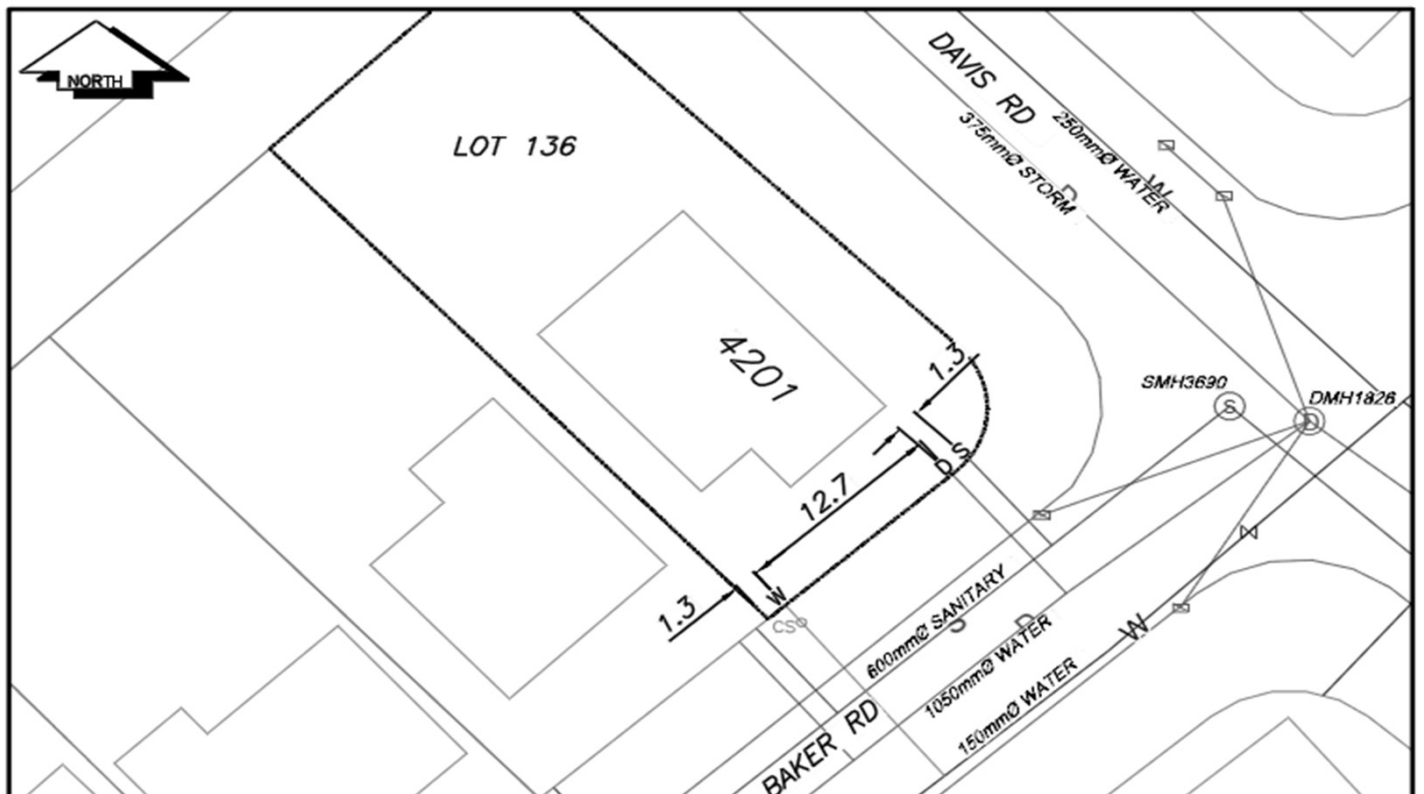 NORTH
LOT 136
DAVIS RD
250mmØ WATER
375mmØ STORM
D
W
4201
1.3
SMH3690
S
DMH1826
D
12.7
D
S
1.3
W
CS
600mmØ SANITARY
D
1050mmØ WATER
W
150mmØ WATER
BAKER RD